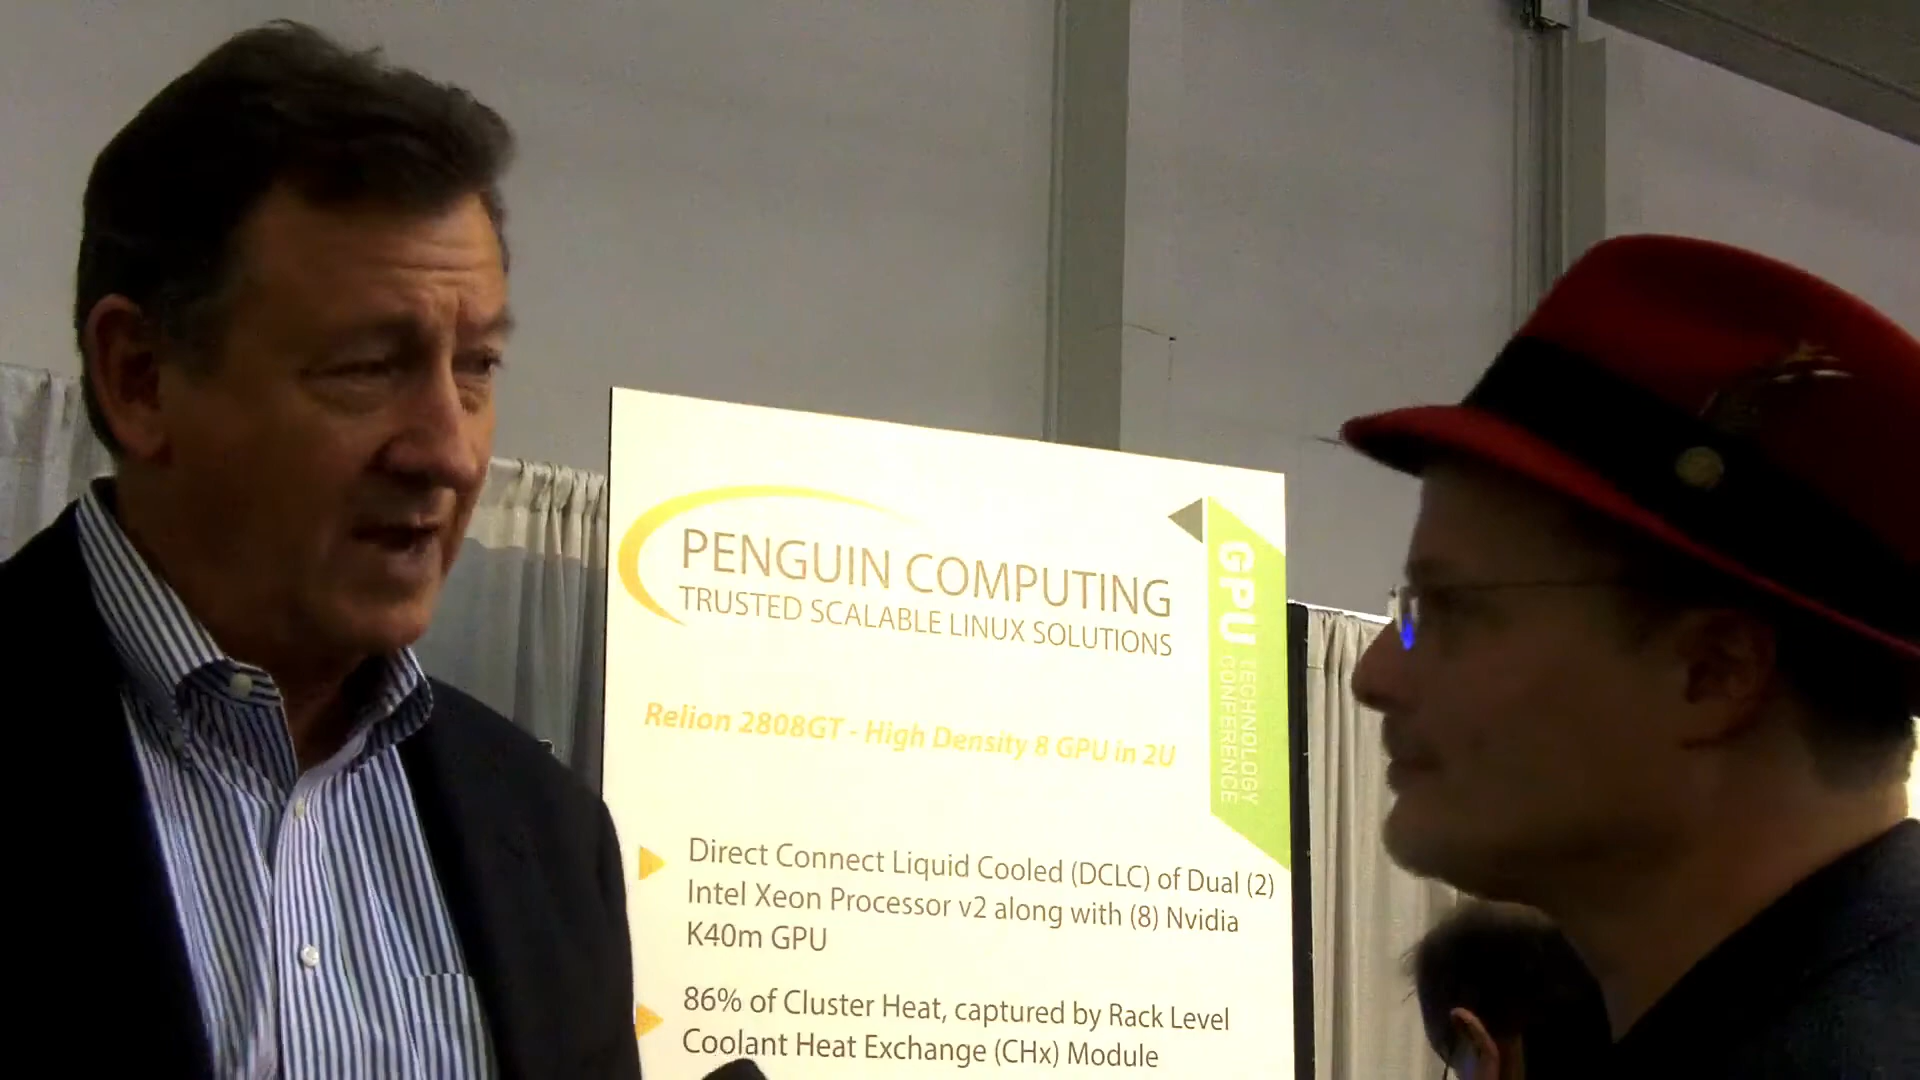 PENGUIN COMPUTING
TRUSTED SCALABLE LINUX SOLUTIONS
GPU TECHNOLOGY
CONFERENCE
Relion 2808GT - High Density 8 GPU in 2U
Direct Connect Liquid Cooled (DCLC) of Dual (2)
Intel Xeon Processor v2 along with (8) Nvidia
K40m GPU
86% of Cluster Heat, captured by Rack Level
Coolant Heat Exchange (CHx) Module